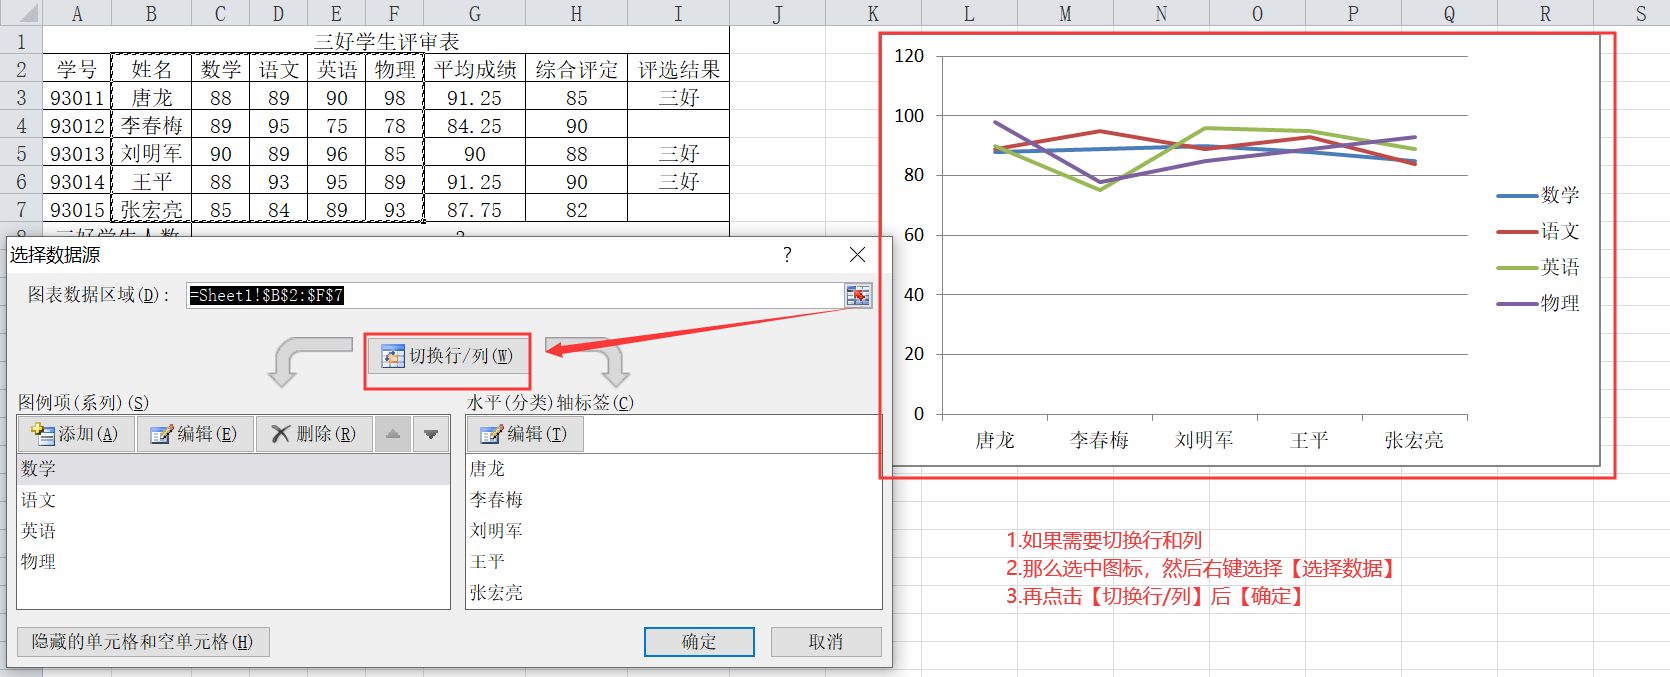 A B C D E F G H I J K L M N O P Q R S
1 三好学生评审表
2 学号 姓名 数学 语文 英语 物理 平均成绩 综合评定 评选结果
3 93011 唐龙 88 89 90 98 91.25 85 三好
4 93012 李春梅 89 95 75 78 84.25 90
5 93013 刘明军 90 89 96 85 90 88 三好
6 93014 王平 88 93 95 89 91.25 90 三好
7 93015 张宏亮 85 84 89 93 87.75 82
8 三好学生人数 3
选择数据源 ?
图表数据区域(D):
=Sheet1!$B$2:$F$7
切换行/列(W)
图例项(系列)(S)
水平(分类)轴标签(C)
添加(A) 编辑(E) 删除(R)
编辑(T)
数学
语文
英语
物理
唐龙
李春梅
刘明军
王平
张宏亮
隐藏的单元格和空单元格(H)
确定 取消
120
100
80
60
40
20
0
唐龙 李春梅 刘明军 王平 张宏亮
数学
语文
英语
物理
1.如果需要切换行和列
2.那么选中图标，然后右键选择【选择数据】
3.再点击【切换行/列】后【确定】